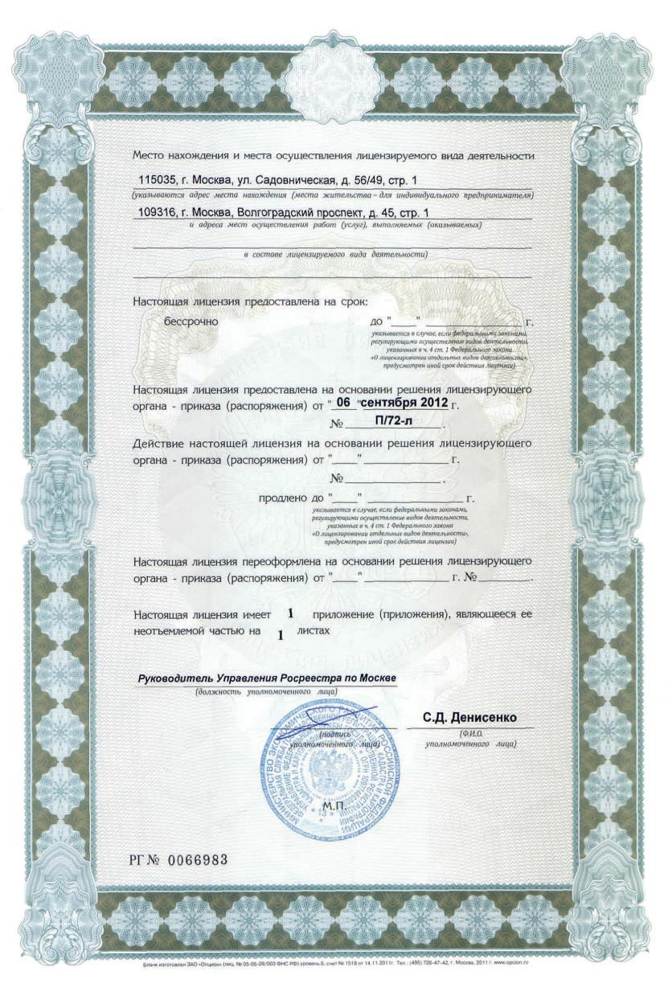 Место нахождения и места осуществления лицензируемого вида деятельности
115035, г. Москва, ул. Садовническая, д. 56/49, стр. 1
(указываются адрес места нахождения (места жительства – для индивидуального предпринимателя)
109316, г. Москва, Волгоградский проспект, д. 45, стр. 1
и адреса мест осуществления работ (услуг), выполняемых (оказываемых)
в составе лицензируемого вида деятельности)
Настоящая лицензия предоставлена на срок:
бессрочно до "____" ____________________ г.
указывается в случае, если федеральными законами,
регулирующими осуществление видов деятельности,
указанных в ч. 4 ст. 1 Федерального закона
«О лицензировании отдельных видов деятельности»,
предусмотрен иной срок действия лицензии)
Настоящая лицензия предоставлена на основании решения лицензирующего
органа - приказа (распоряжения) от "06 "сентября 2012 г.
№ П/72-л .
Действие настоящей лицензия на основании решения лицензирующего
органа - приказа (распоряжения) от "____" ______________ г.
№ ________________ .
продлено до "____" ________________ г.
указывается в случае, если федеральными законами,
регулирующими осуществление видов деятельности,
указанных в ч. 4 ст. 1 Федерального закона
«О лицензировании отдельных видов деятельности»,
предусмотрен иной срок действия лицензии)
Настоящая лицензия переоформлена на основании решения лицензирующего
органа - приказа (распоряжения) от "____" ______________ г. № _________.
Настоящая лицензия имеет 1 приложение (приложения), являющееся ее
неотъемлемой частью на 1 листах
Руководитель Управления Росреестра по Москве
(должность уполномоченного лица)
С.Д. Денисенко
(подпись (Ф.И.О.
уполномоченного лица) уполномоченного лица)
МИНИСТЕРСТВО ЭКОНОМИЧЕСКОГО РАЗВИТИЯ РОССИЙСКОЙ ФЕДЕРАЦИИ
М.П.
РГ № 0066983
Бланк изготовлен ЗАО «Опцион» (лиц. № 05-05-09/003 ФНС РФ) уровень Б, счет № 1518 от 14.11.2011г. Тел.: (495) 726-47-42, г. Москва, 2011 г. www.opcion.ru